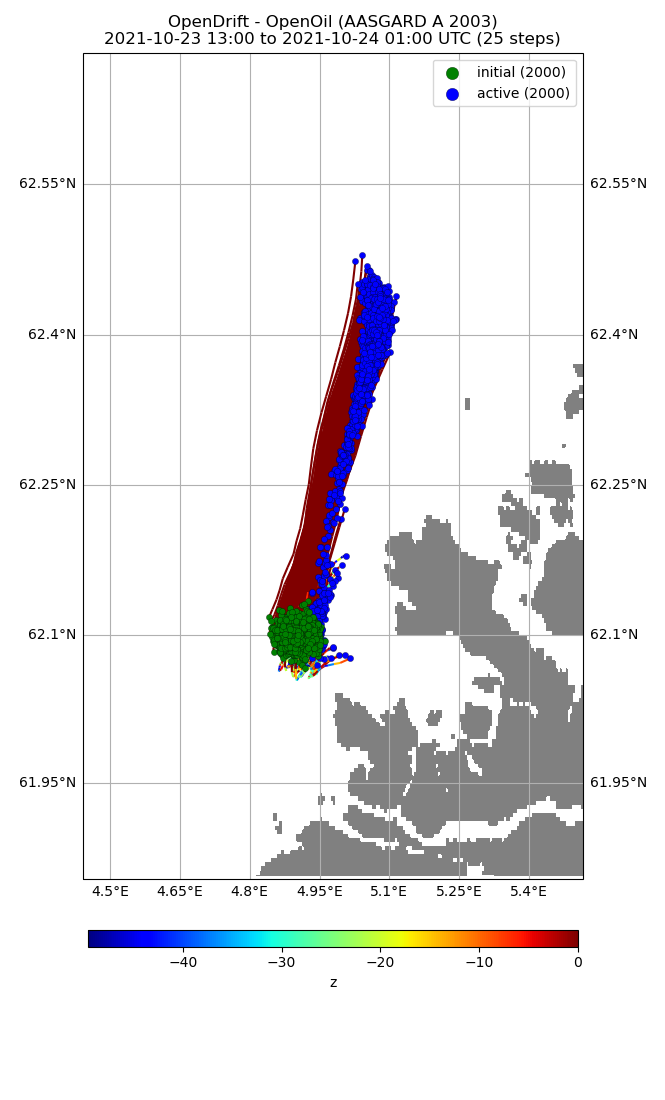 OpenDrift - OpenOil (AASGARD A 2003)
2021-10-23 13:00 to 2021-10-24 01:00 UTC (25 steps)
initial (2000)
active (2000)
62.55°N 62.55°N
62.4°N 62.4°N
62.25°N 62.25°N
62.1°N 62.1°N
61.95°N 61.95°N
4.5°E 4.65°E 4.8°E 4.95°E 5.1°E 5.25°E 5.4°E
−40 −30 −20 −10 0
z